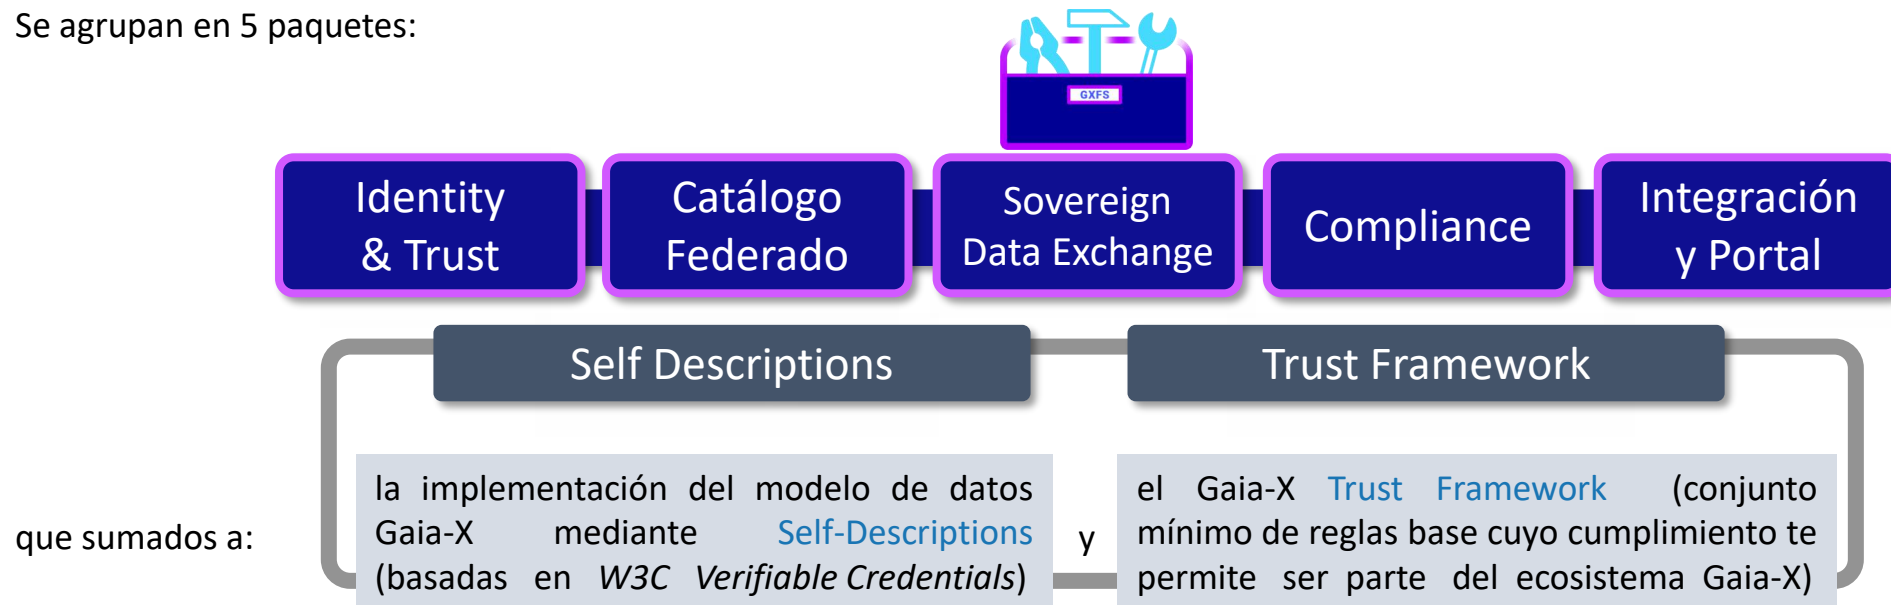 Se agrupan en 5 paquetes:
GXFS
Identity
& Trust
Catálogo
Federado
Sovereign
Data Exchange
Compliance
Integración
y Portal
Self Descriptions
Trust Framework
que sumados a:
la implementación del modelo de datos
Gaia-X mediante Self-Descriptions
(basadas en W3C Verifiable Credentials)
y
el Gaia-X Trust Framework (conjunto
mínimo de reglas base cuyo cumplimiento te
permite ser parte del ecosistema Gaia-X)